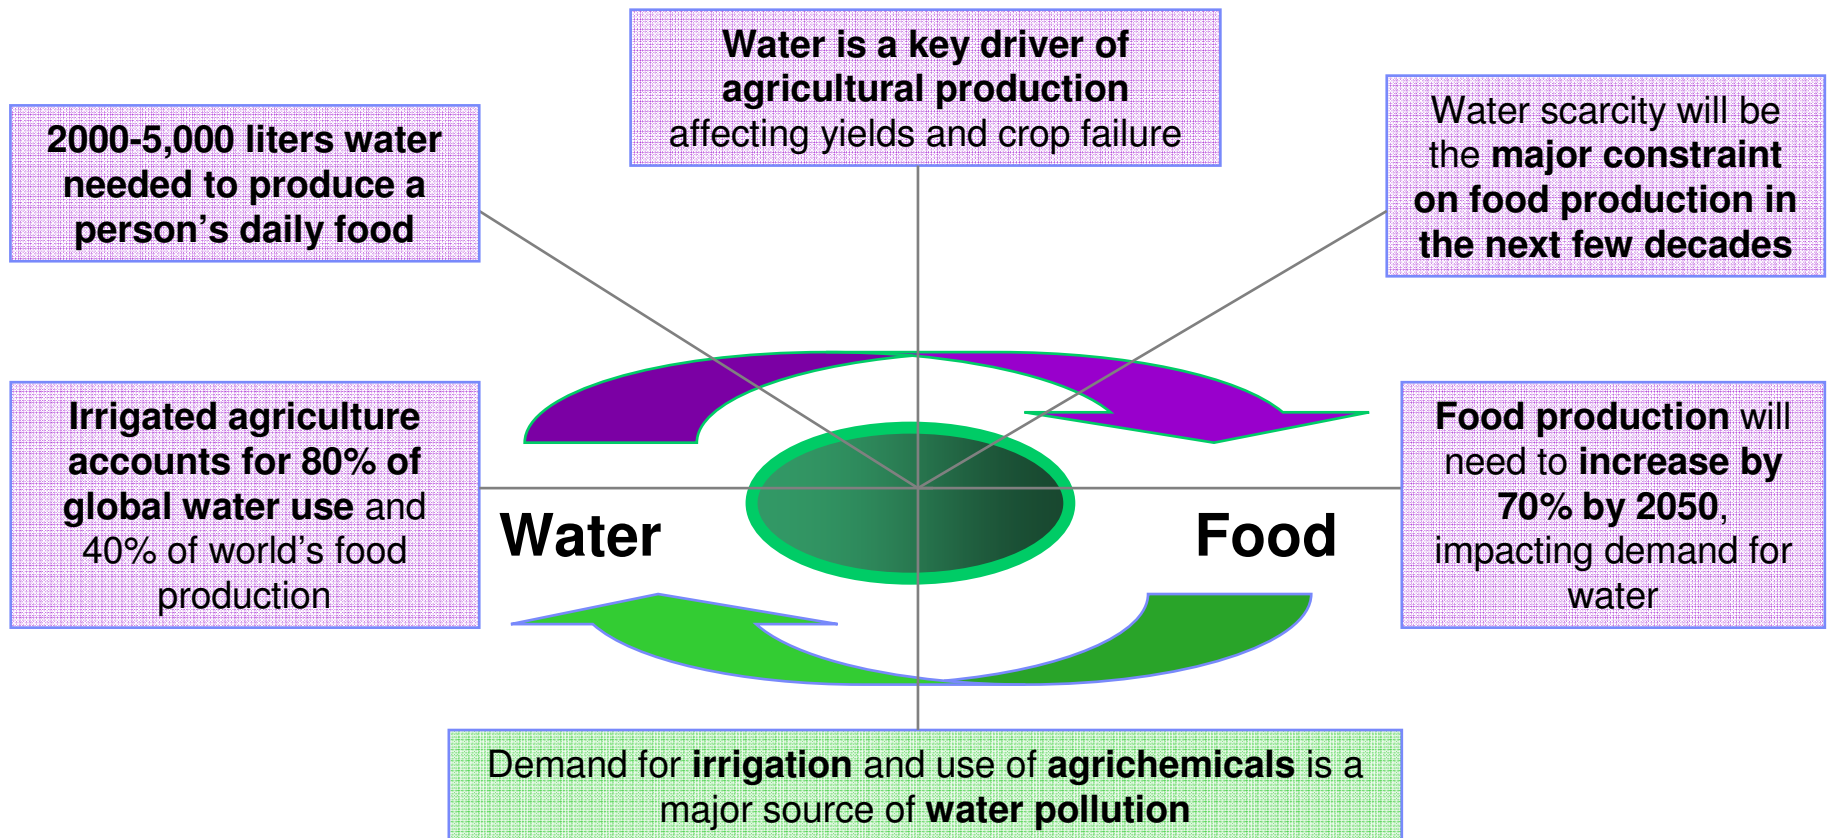 Water is a key driver of
agricultural production
affecting yields and crop failure
2000-5,000 liters water
needed to produce a
person’s daily food
Water scarcity will be
the major constraint
on food production in
the next few decades
Irrigated agriculture
accounts for 80% of
global water use and
40% of world’s food
production
Water
Food
Food production will
need to increase by
70% by 2050,
impacting demand for
water
Demand for irrigation and use of agrichemicals is a
major source of water pollution